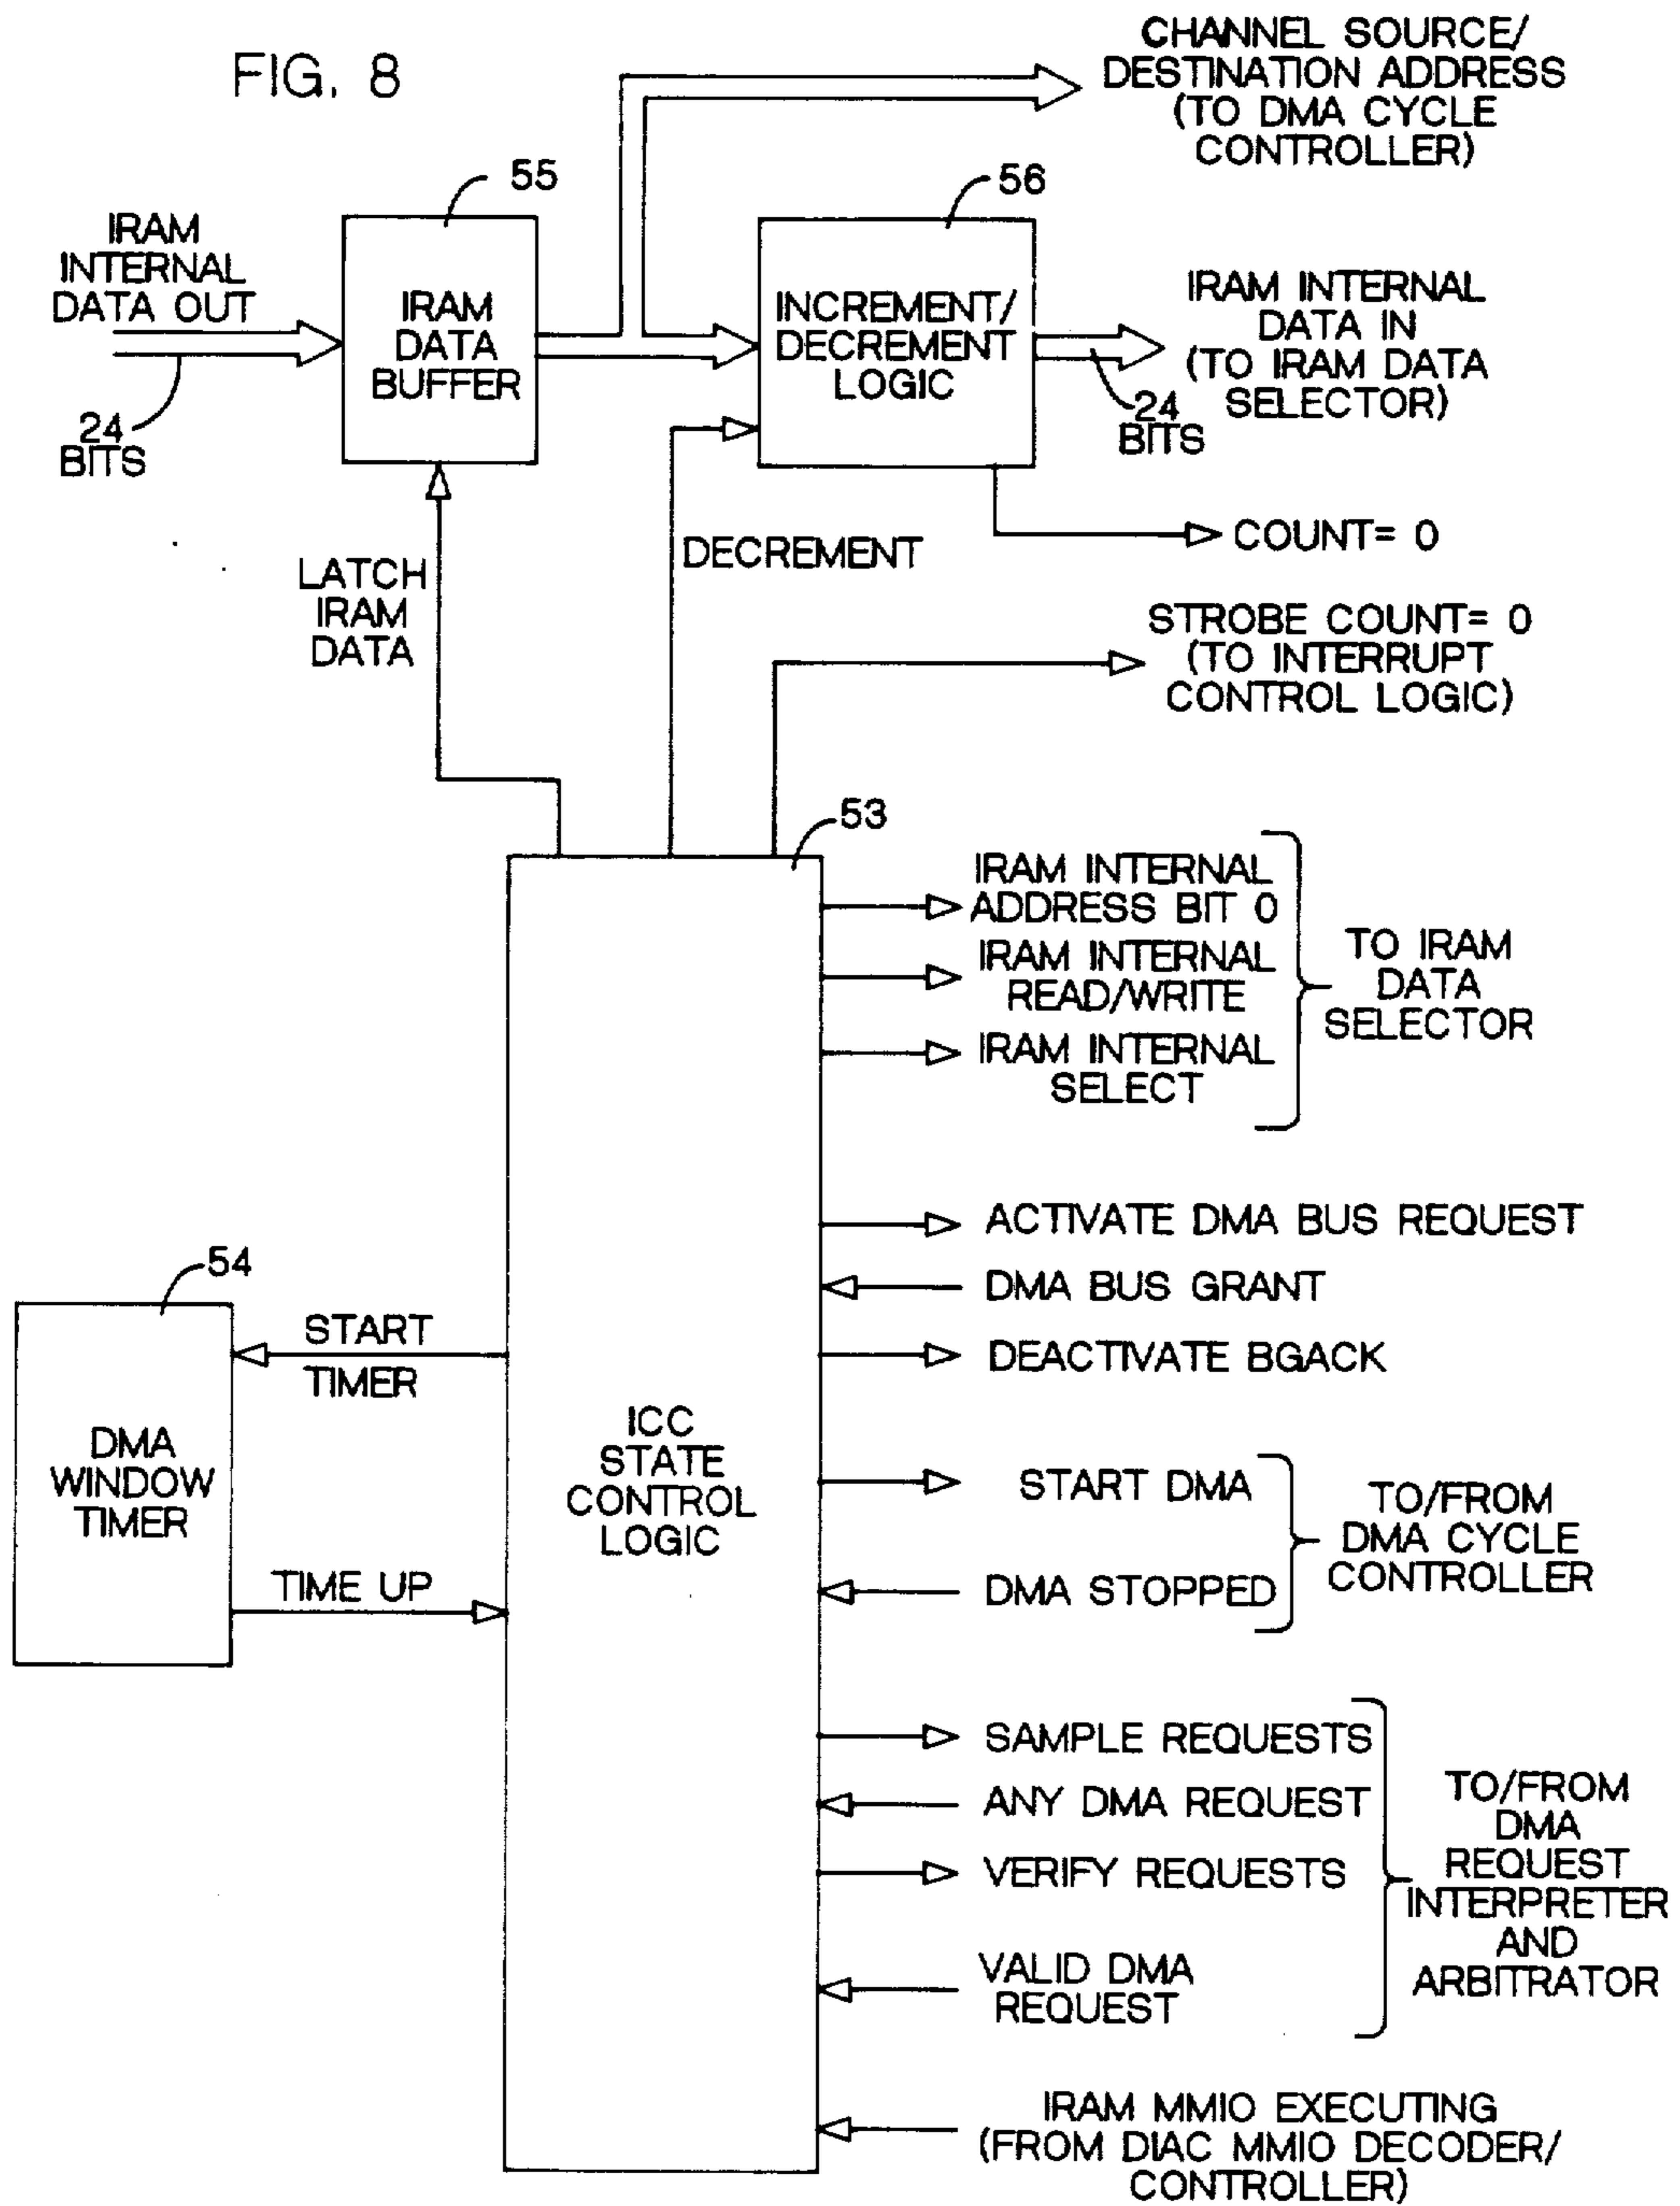 FIG. 8
CHANNEL SOURCE/
DESTINATION ADDRESS
(TO DMA CYCLE
CONTROLLER)
55
56
IRAM
INTERNAL
DATA OUT
24
BITS
IRAM
DATA
BUFFER
INCREMENT/
DECREMENT
LOGIC
IRAM INTERNAL
DATA IN
(TO IRAM DATA
SELECTOR)
24
BITS
COUNT= 0
LATCH
IRAM
DATA
DECREMENT
STROBE COUNT= 0
(TO INTERRUPT
CONTROL LOGIC)
53
IRAM INTERNAL
ADDRESS BIT 0
IRAM INTERNAL
READ/WRITE
IRAM INTERNAL
SELECT
TO IRAM
DATA
SELECTOR
ACTIVATE DMA BUS REQUEST
DMA BUS GRANT
DEACTIVATE BGACK
54
START
TIMER
DMA
WINDOW
TIMER
TIME UP
ICC
STATE
CONTROL
LOGIC
START DMA
DMA STOPPED
TO/FROM
DMA CYCLE
CONTROLLER
SAMPLE REQUESTS
ANY DMA REQUEST
VERIFY REQUESTS
VALID DMA
REQUEST
TO/FROM
DMA
REQUEST
INTERPRETER
AND
ARBITRATOR
IRAM MMIO EXECUTING
(FROM DIAC MMIO DECODER/
CONTROLLER)